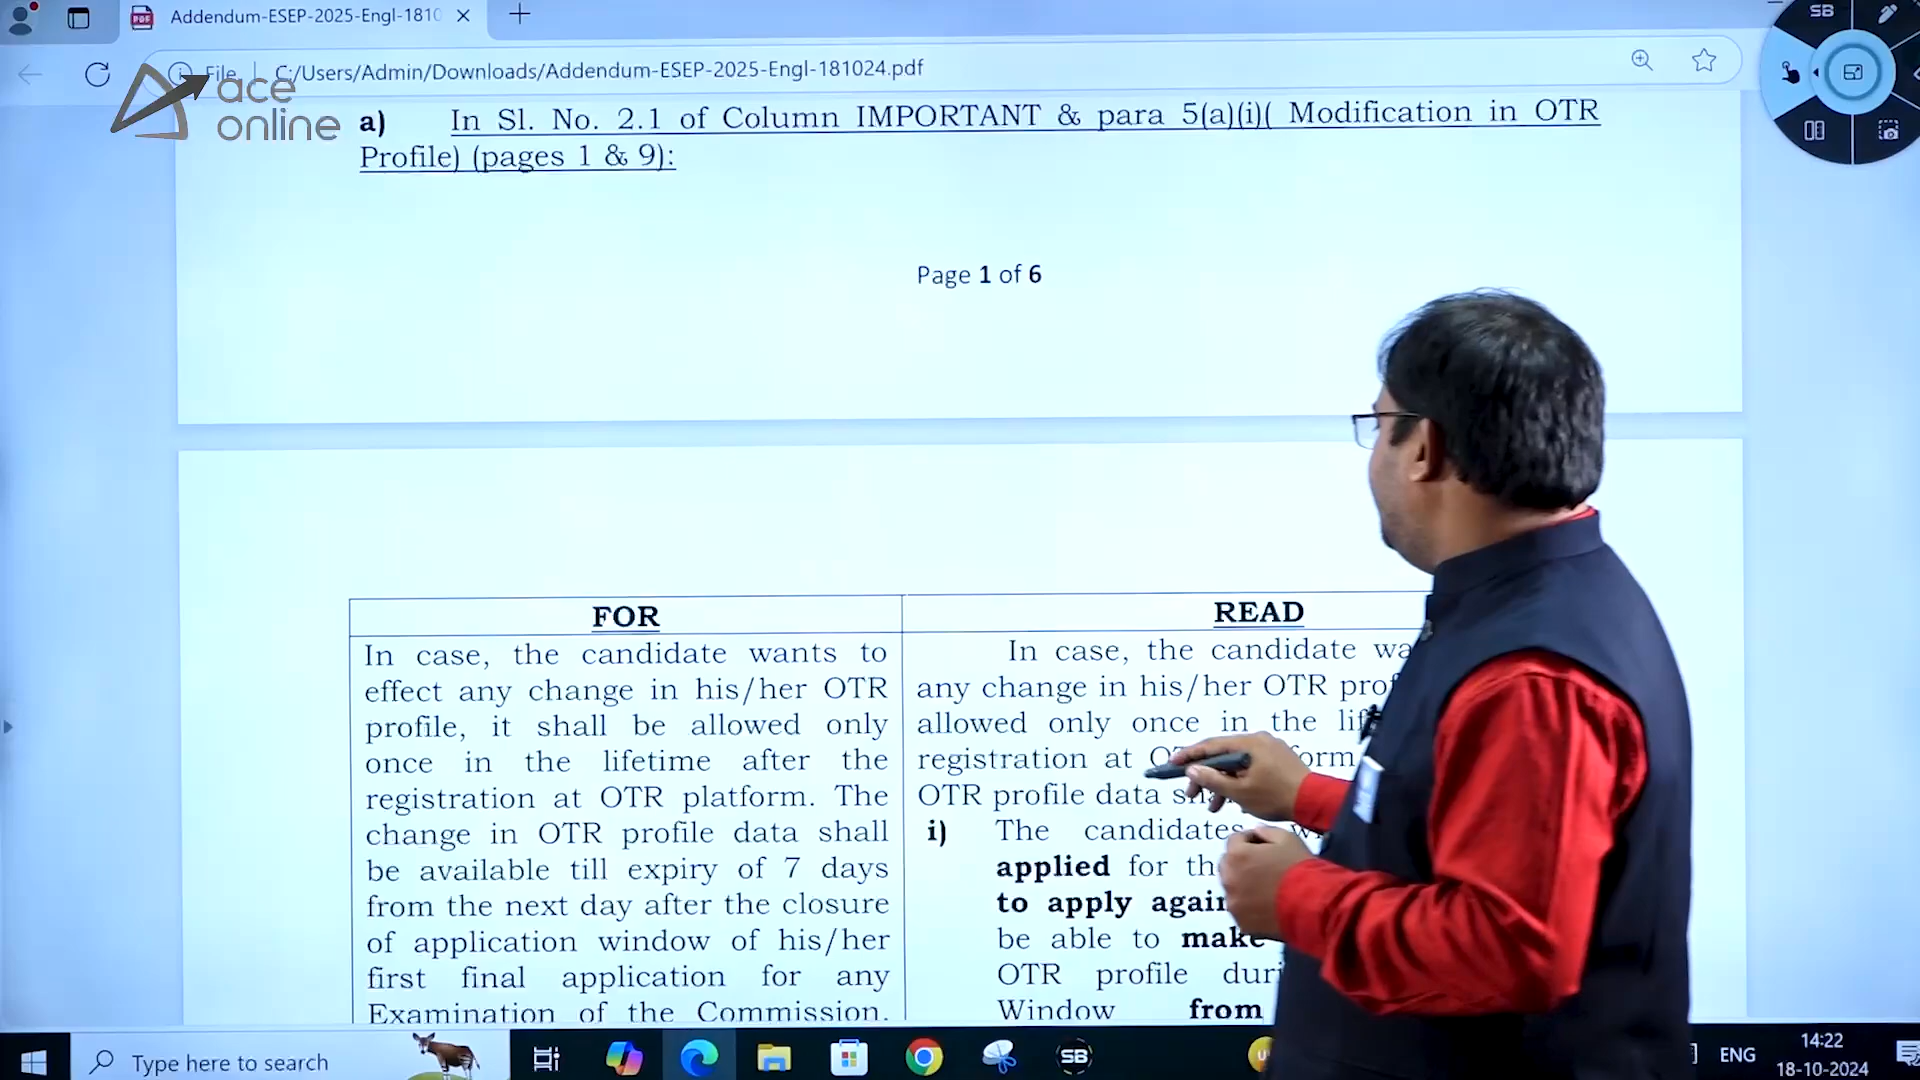 Addendum-ESEP-2025-Engl-1810
File
C:/Users/Admin/Downloads/Addendum-ESEP-2025-Engl-181024.pdf
SB
ace
online
a) In Sl. No. 2.1 of Column IMPORTANT & para 5(a)(i)( Modification in OTR
Profile) (pages 1 & 9):
Page 1 of 6
FOR
In case, the candidate wants to
effect any change in his/her OTR
profile, it shall be allowed only
once in the lifetime after the
registration at OTR platform. The
change in OTR profile data shall
be available till expiry of 7 days
from the next day after the closure
of application window of his/her
first final application for any
Examination of the Commission.
READ
In case, the candidate
any change in his/her OTR
allowed only once in the
registration at
OTR profile data
i) The candidates
applied for
to apply
be able to make
OTR profile
Window from
Type here to search
SB
ENG
14:22
18-10-2024